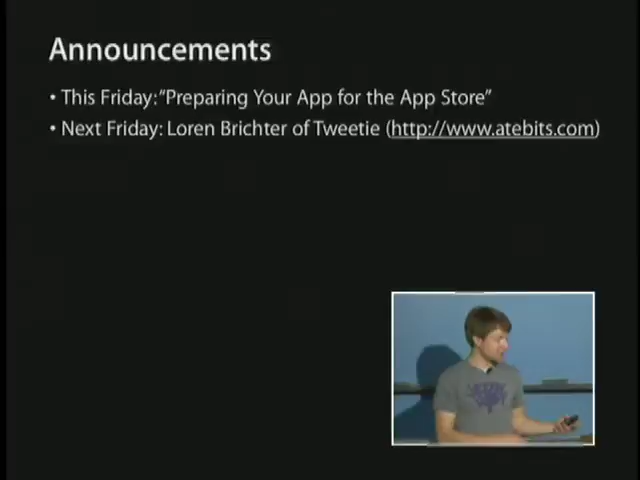 Announcements
• This Friday: “Preparing Your App for the App Store”
• Next Friday: Loren Brichter of Tweetie (http://www.atebits.com)